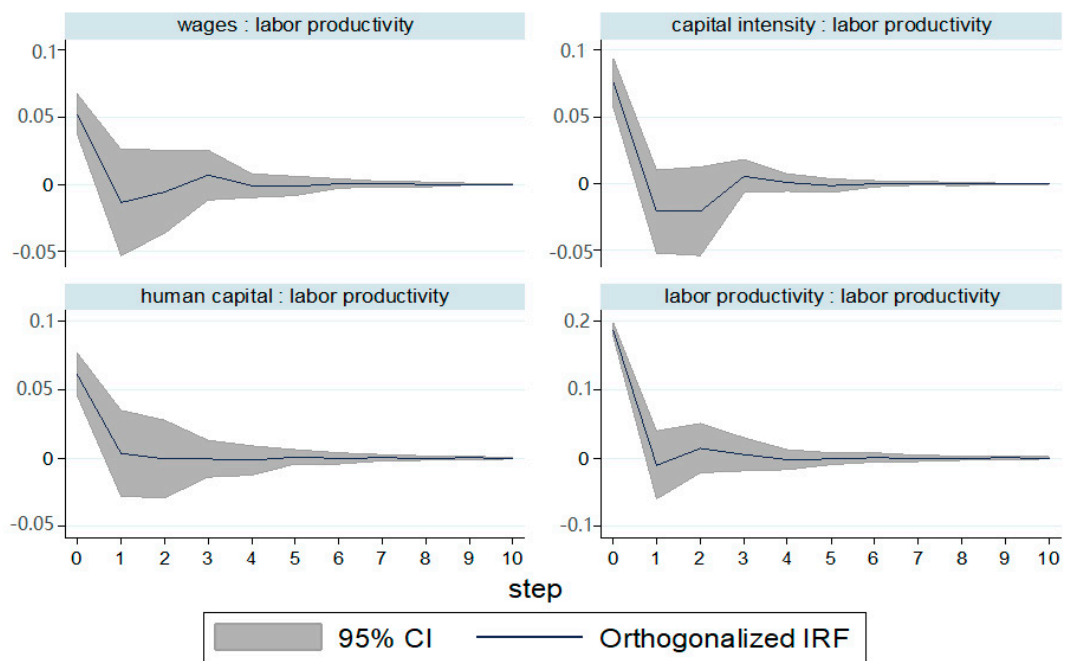 wages : labor productivity
0.1
0.05
0
-0.05
capital intensity : labor productivity
0.1
0.05
0
-0.05
human capital : labor productivity
0.1
0.05
0
-0.05
0 1 2 3 4 5 6 7 8 9 10
labor productivity : labor productivity
0.2
0.1
0
-0.1
0 1 2 3 4 5 6 7 8 9 10
step
95% CI
Orthogonalized IRF